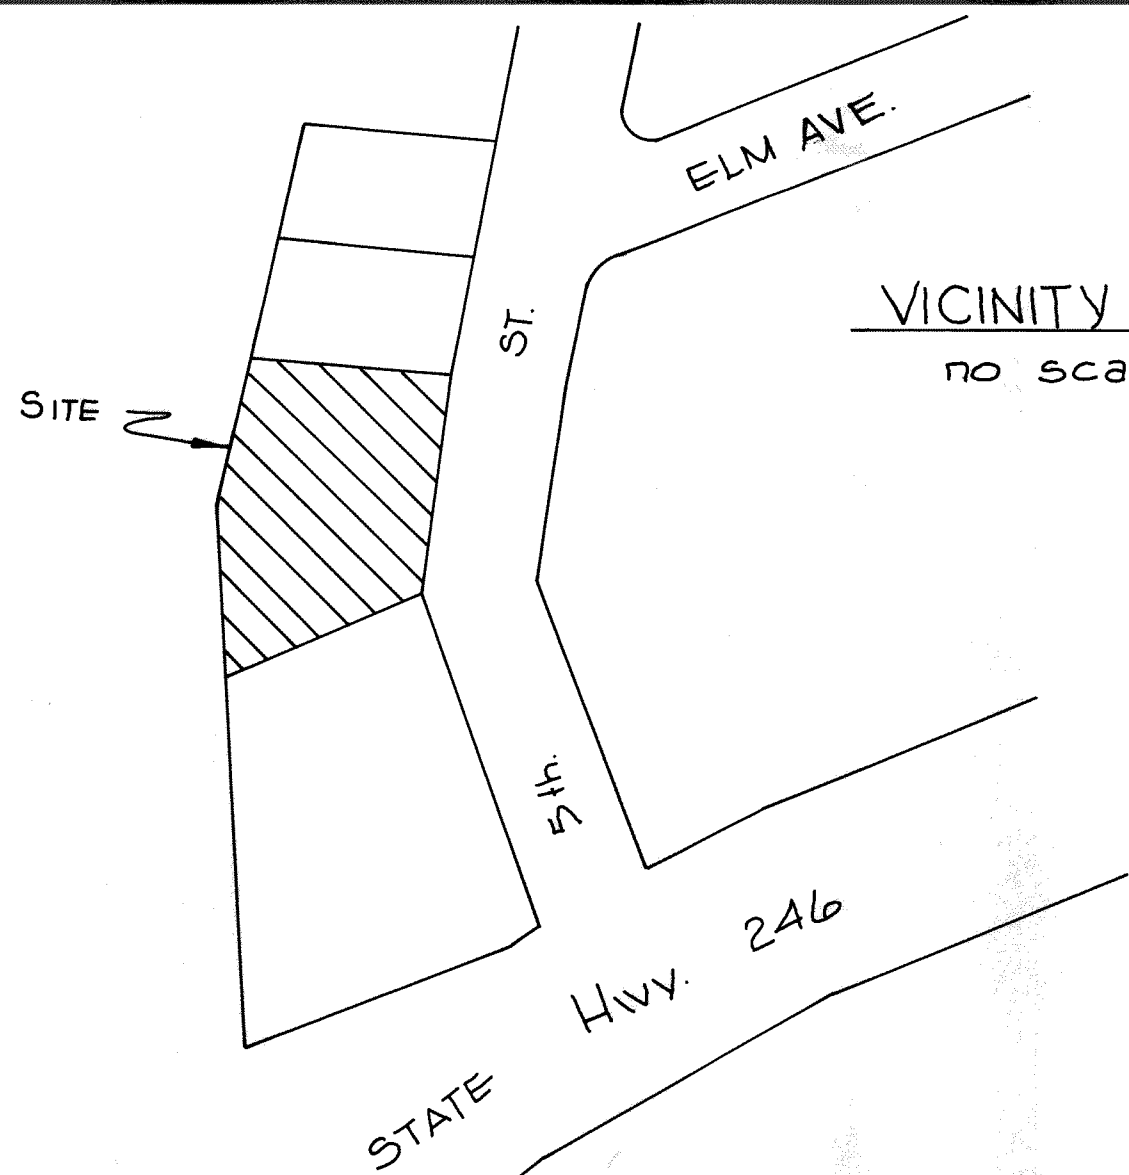 ELM AVE.
ST.
VICINITY
no sca
SITE
5th.
246
Hwy.
STATE